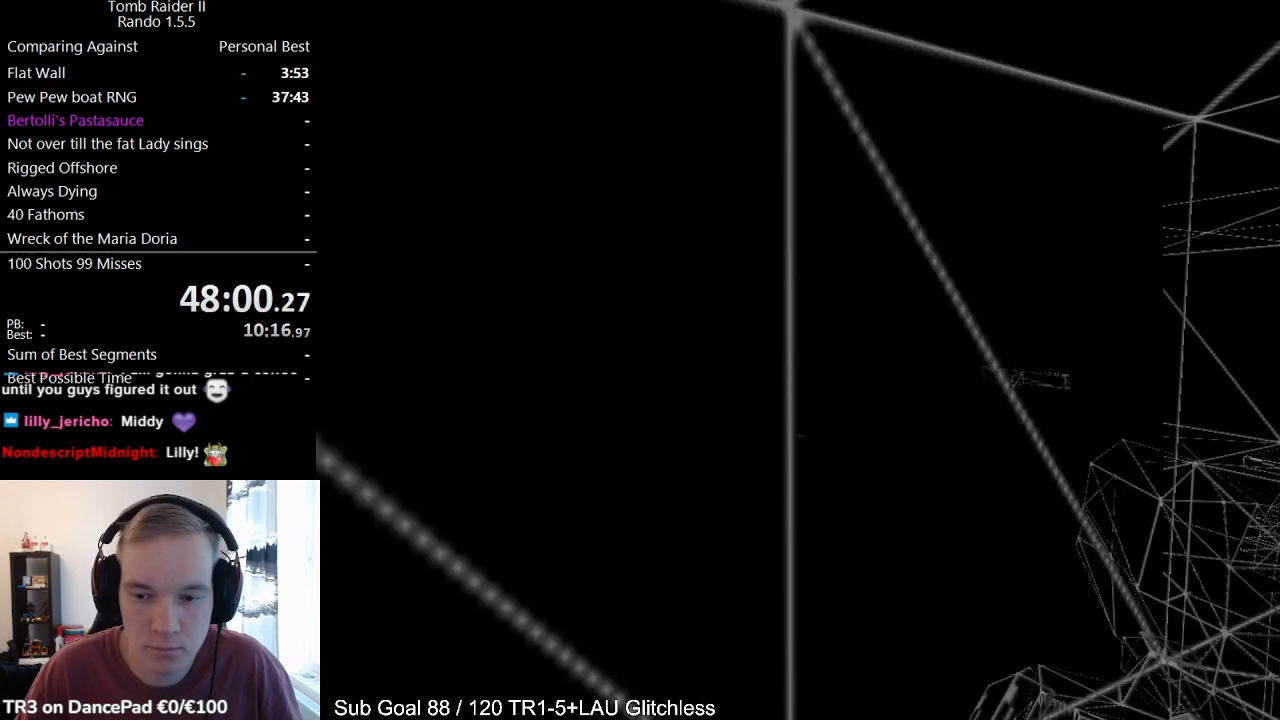 Tomb Raider II
Rando 1.5.5
Comparing Against Personal Best
Flat Wall - 3:53
Pew Pew boat RNG - 37:43
Bertolli's Pastasauce -
Not over till the fat Lady sings -
Rigged Offshore -
Always Dying -
40 Fathoms -
Wreck of the Maria Doria -
100 Shots 99 Misses -
48:00.27
PB: -
Best: -
10:16.97
Sum of Best Segments -
Best Possible Time -
until you guys figured it out
lilly_jericho: Middy
NondescriptMidnight: Lilly!
TR3 on DancePad €0/€100
Sub Goal 88 / 120 TR1-5+LAU Glitchless